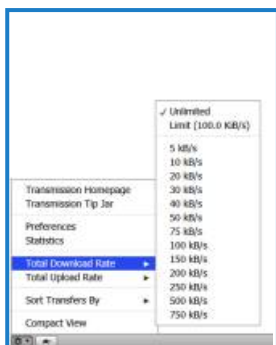 ✓ Unlimited
Limit (100.0 KiB/s)
5 kB/s
10 kB/s
20 kB/s
30 kB/s
40 kB/s
50 kB/s
75 kB/s
100 kB/s
150 kB/s
200 kB/s
250 kB/s
500 kB/s
750 kB/s
Transmission Homepage
Transmission Tip Jar
Preferences
Statistics
Total Download Rate
Total Upload Rate
Sort Transfers By
Compact View